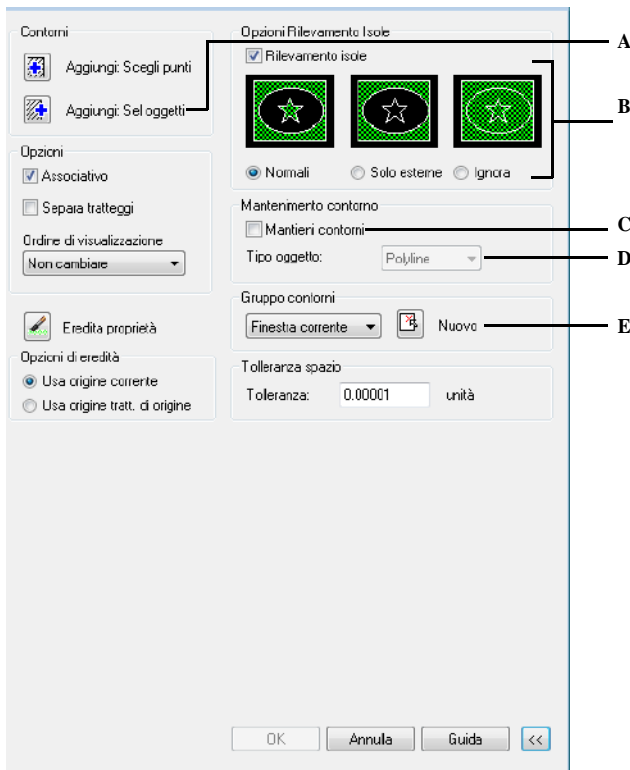 Contorni
Aggiungi: Scegli punti
Aggiungi: Sel oggetti
Opzioni
Associativo
Separa tratteggi
Ordine di visualizzazione
Non cambiare
Eredita proprietà
Opzioni di eredità
Usa origine corrente
Usa origine tratt. di origine
Opzioni Rilevamento Isole
Rilevamento isole
Normali
Solo esterne
Ignora
Mantenimento contorno
Mantieni contorni
Tipo oggetto:
Polyline
Gruppo contorni
Finestra corrente
Nuovo
Tolleranza spazio
Toleranza:
0.00001
unità
A
B
C
D
E
OK
Annulla
Guida
<<